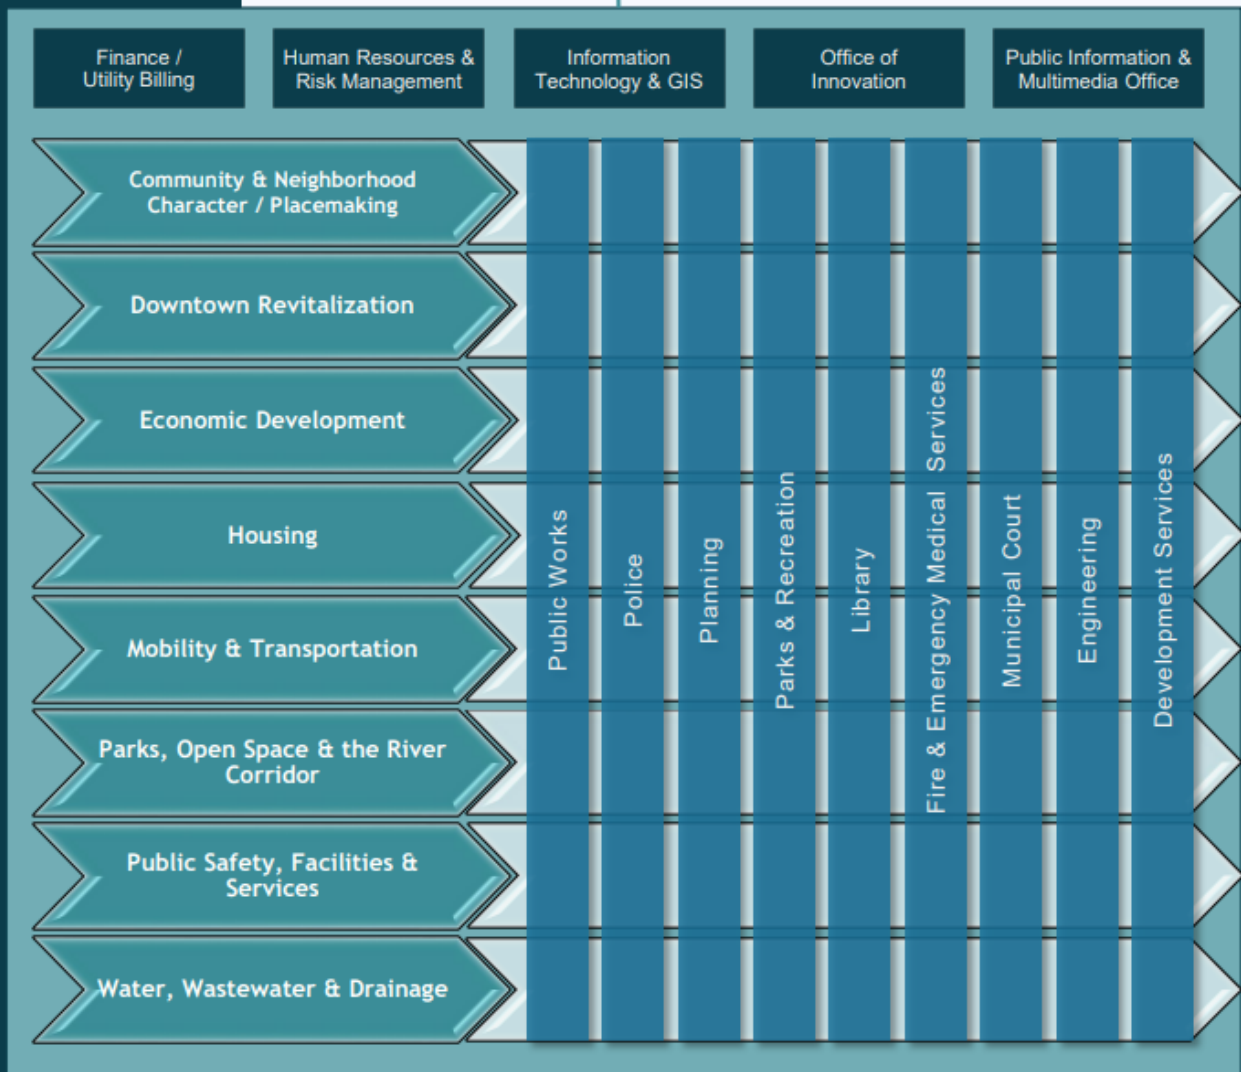 Finance /
Utility Billing
Human Resources &
Risk Management
Information
Technology & GIS
Office of
Innovation
Public Information &
Multimedia Office
Community & Neighborhood
Character / Placemaking
Downtown Revitalization
Economic Development
Housing
Mobility & Transportation
Parks, Open Space & the River
Corridor
Public Safety, Facilities &
Services
Water, Wastewater & Drainage
Public Works
Police
Planning
Parks & Recreation
Library
Fire & Emergency Medical Services
Municipal Court
Engineering
Development Services